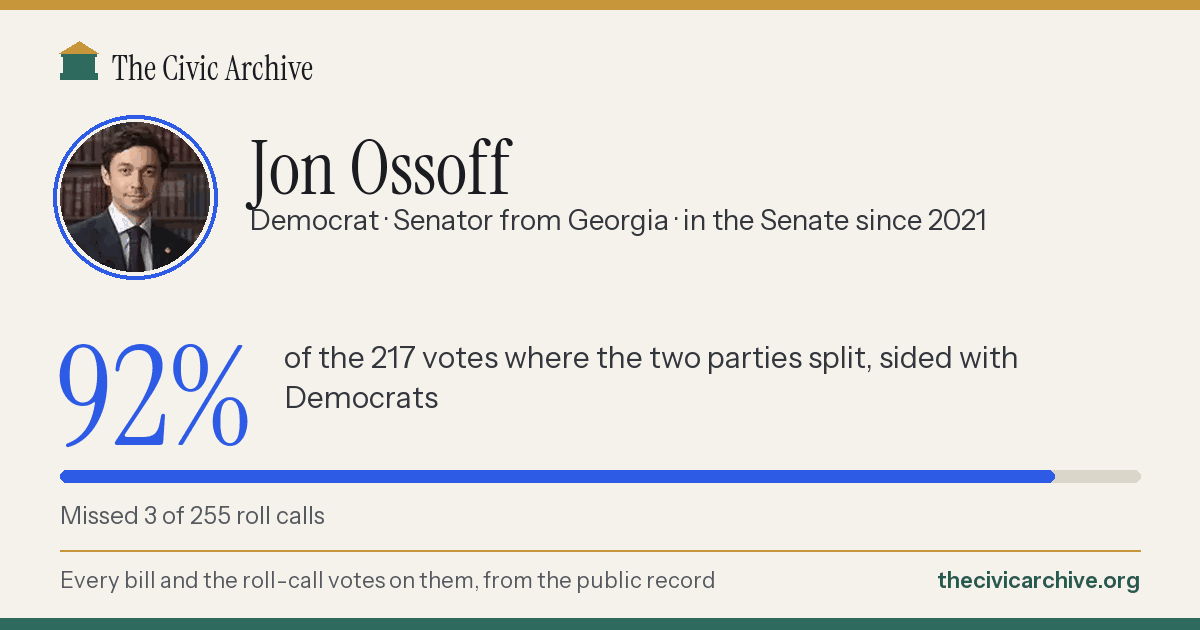 The Civic Archive
Jon Ossoff
Democrat · Senator from Georgia · in the Senate since 2021
92%
of the 217 votes where the two parties split, sided with
Democrats
Missed 3 of 255 roll calls
Every bill and the roll-call votes on them, from the public record
thecivicarchive.org